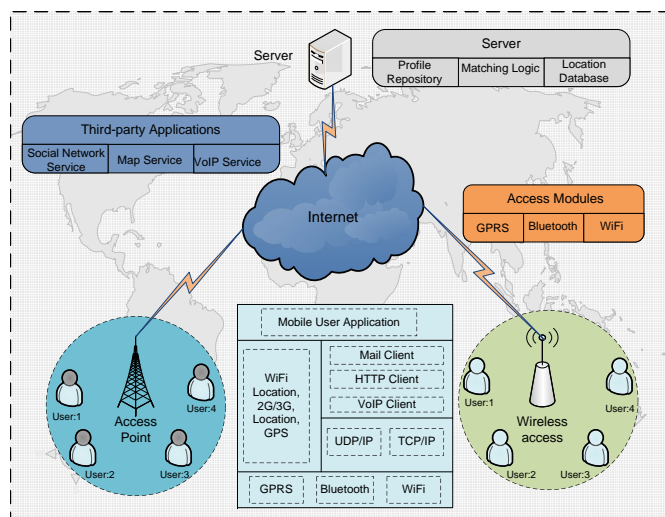 Server
Server
Profile
Repository
Matching Logic
Location
Database
Third-party Applications
Social Network
Service
Map Service
VoIP Service
Internet
Access Modules
GPRS
Bluetooth
WiFi
Mobile User Application
WiFi
Location,
2G/3G,
Location,
GPS
Mail Client
HTTP Client
VoIP Client
UDP/IP
TCP/IP
GPRS
Bluetooth
WiFi
User:1
User:4
Access
Point
User:2
User:3
User:1
User:4
Wireless
access
User:2
User:3